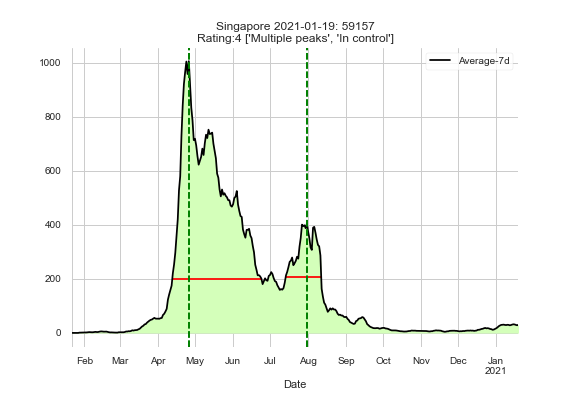 Singapore 2021-01-19: 59157
Rating:4 ['Multiple peaks', 'In control']
Average-7d
1000
800
600
400
200
0
Feb Mar Apr May Jun Jul Aug Sep Oct Nov Dec Jan
2021
Date